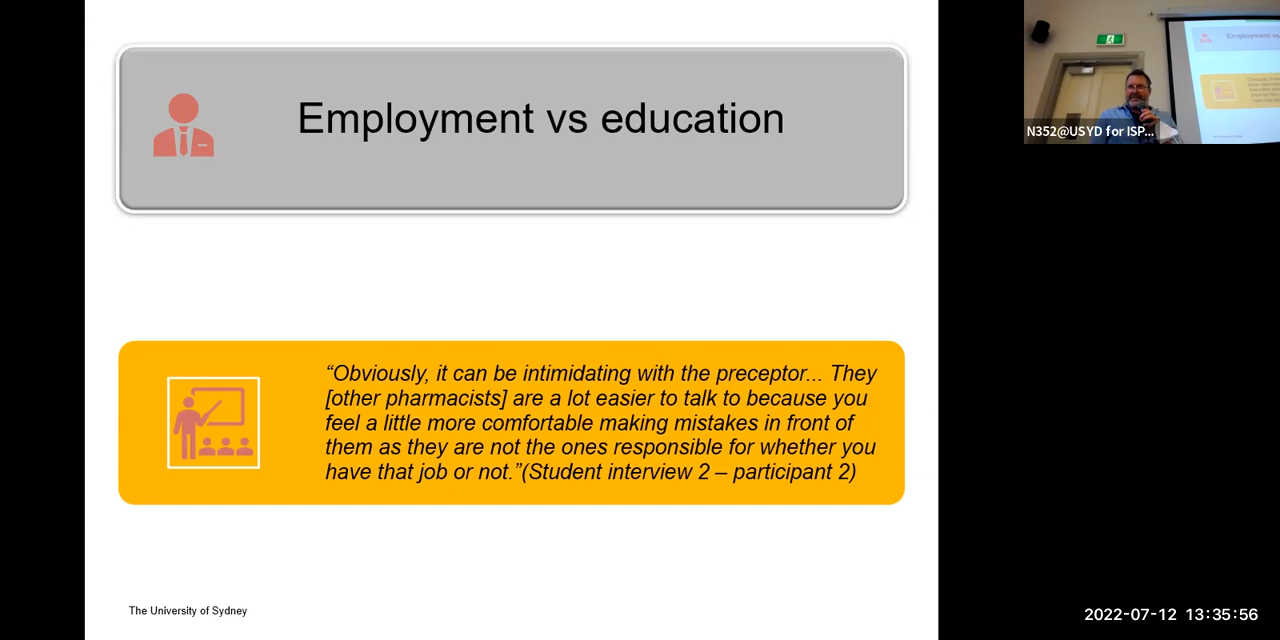 Employment vs education
“Obviously, it can be intimidating with the preceptor... They
[other pharmacists] are a lot easier to talk to because you
feel a little more comfortable making mistakes in front of
them as they are not the ones responsible for whether you
have that job or not.”(Student interview 2 – participant 2)
The University of Sydney
N352@USYD for ISP...
2022-07-12 13:35:56